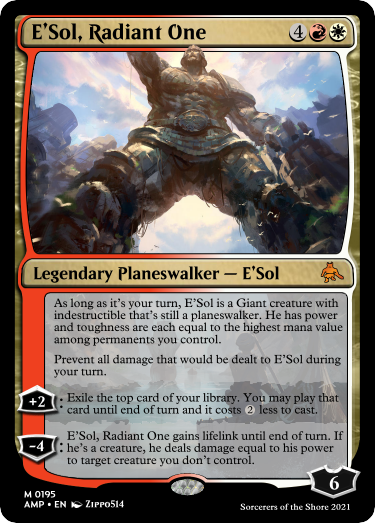 E'Sol, Radiant One 4
Legendary Planeswalker — E'Sol
As long as it's your turn, E'Sol is a Giant creature with
indestructible that's still a planeswalker. He has power
and toughness are each equal to the highest mana value
among permanents you control.
Prevent all damage that would be dealt to E'Sol during
your turn.
+2: Exile the top card of your library. You may play that
card until end of turn and it costs 2 less to cast.
-4: E'Sol, Radiant One gains lifelink until end of turn. If
he's a creature, he deals damage equal to his power
to target creature you don't control.
6
M 0195
AMP • EN Zippo514
Sorcerers of the Shore 2021